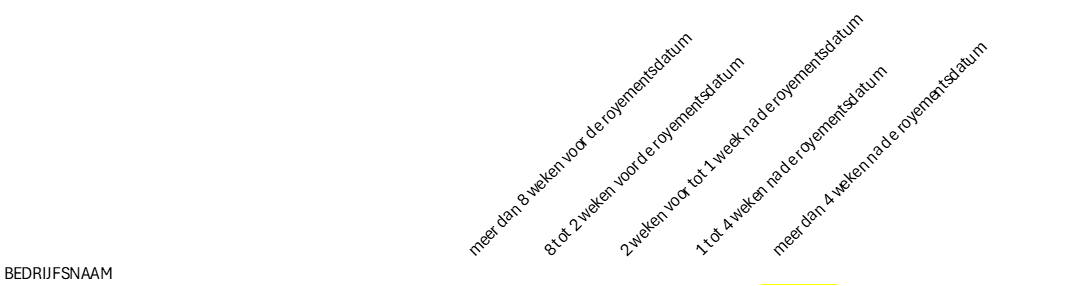 meer dan 8 weken voor de royementsdatum
8 tot 2 weken voor de royementsdatum
2 weken voor tot 1 week na de royementsdatum
1 tot 4 weken na de royementsdatum
meer dan 4 weken na de royementsdatum
BEDRIJFSNAAM